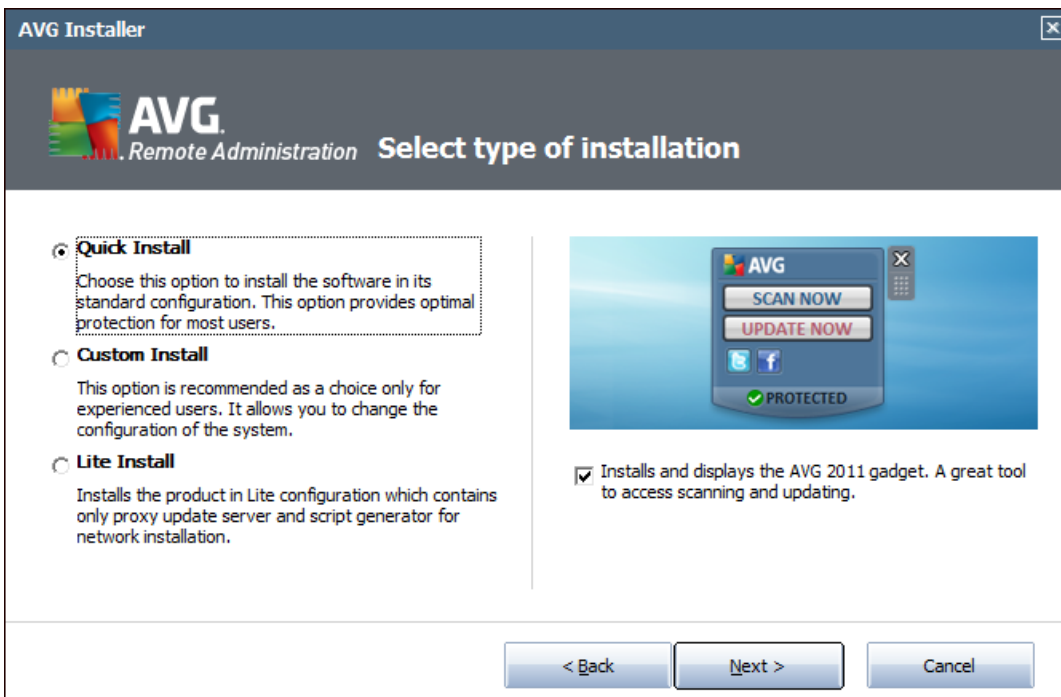 AVG Installer
AVG.
Remote Administration
Select type of installation
Quick Install
Choose this option to install the software in its
standard configuration. This option provides optimal
protection for most users.
Custom Install
This option is recommended as a choice only for
experienced users. It allows you to change the
configuration of the system.
Lite Install
Installs the product in Lite configuration which contains
only proxy update server and script generator for
network installation.
AVG
SCAN NOW
UPDATE NOW
PROTECTED
Installs and displays the AVG 2011 gadget. A great tool
to access scanning and updating.
< Back
Next >
Cancel